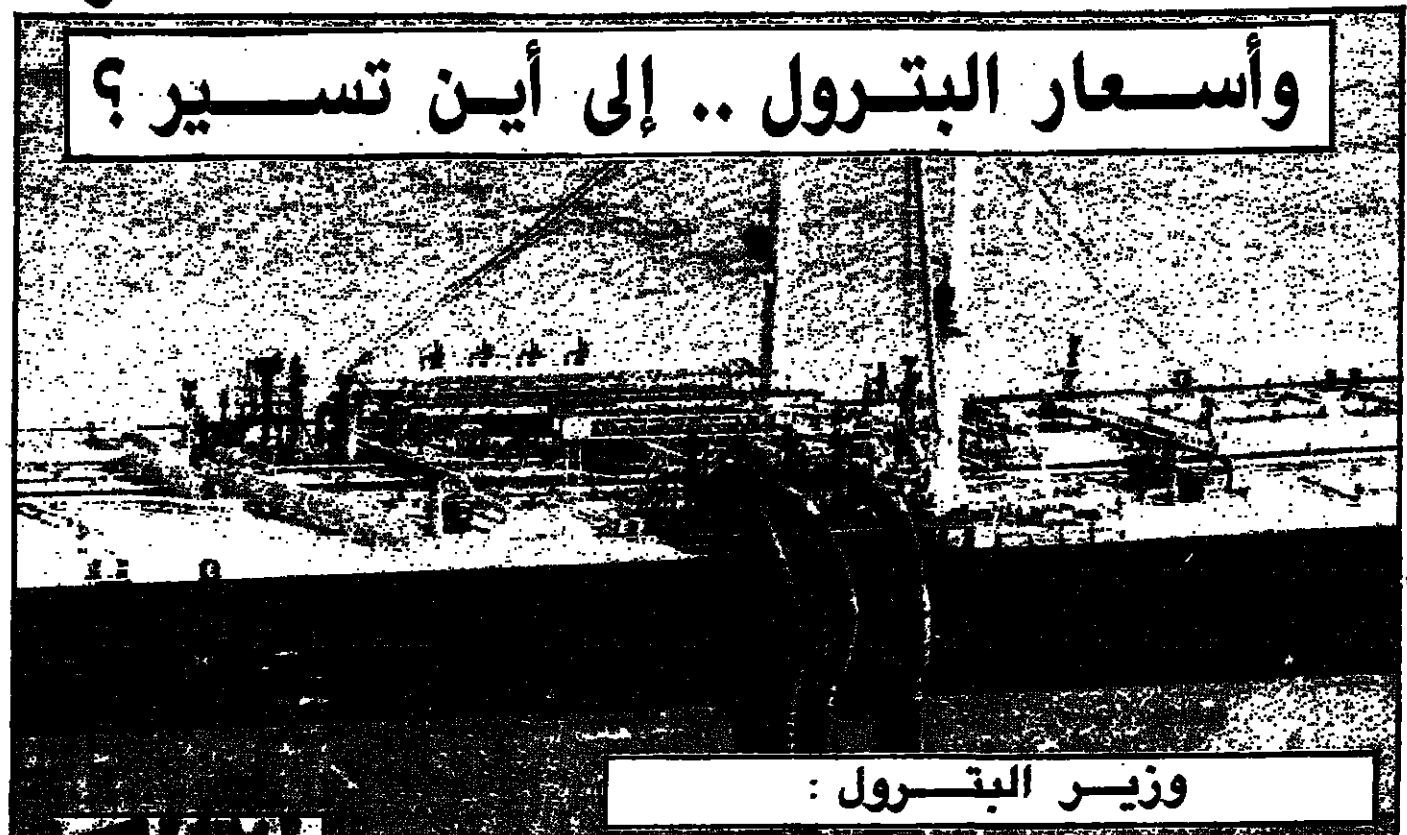 وأسعار البترول .. إلى أين تسير ؟
وزير البترول :